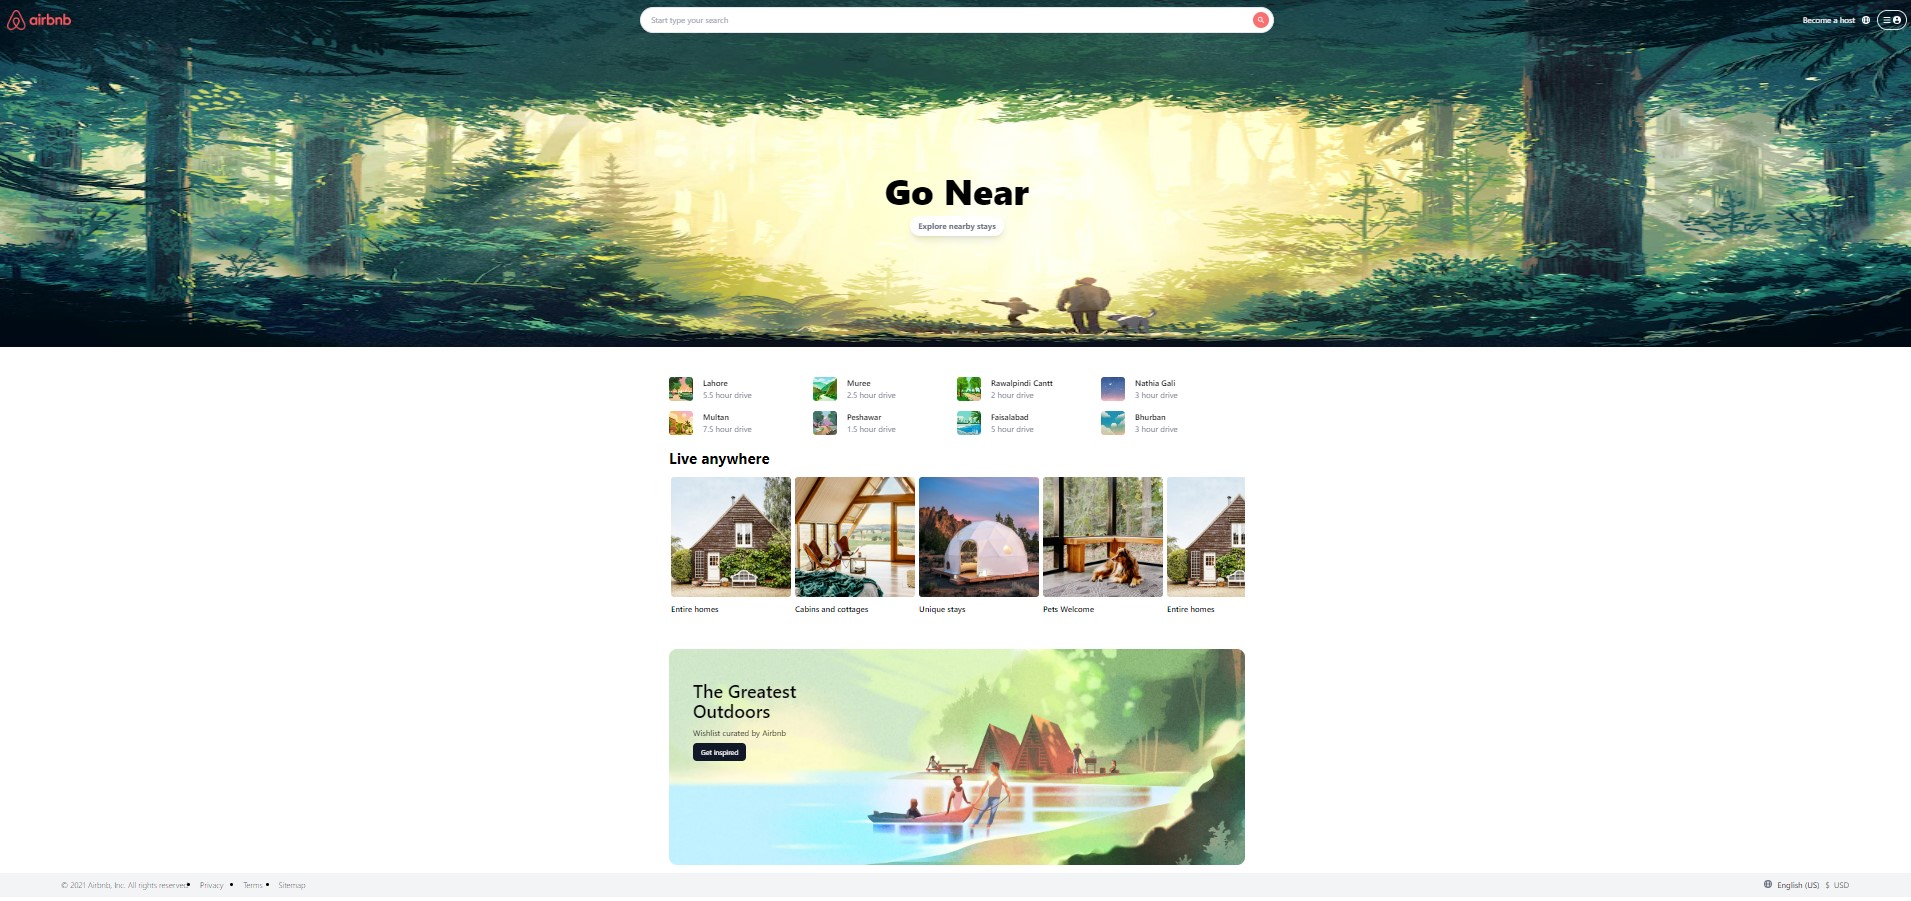 airbnb
Start type your search
Become a host
Go Near
Explore nearby stays
Lahore
5.5 hour drive
Muree
2.5 hour drive
Rawalpindi Cantt
2 hour drive
Nathia Gali
3 hour drive
Multan
7.5 hour drive
Peshawar
1.5 hour drive
Faisalabad
5 hour drive
Bhurban
3 hour drive
Live anywhere
Entire homes
Cabins and cottages
Unique stays
Pets Welcome
Entire homes
The Greatest
Outdoors
Wishlist curated by Airbnb
Get inspired
© 2021 Airbnb, Inc. All rights reserved • Privacy • Terms • Sitemap
English (US) $ USD